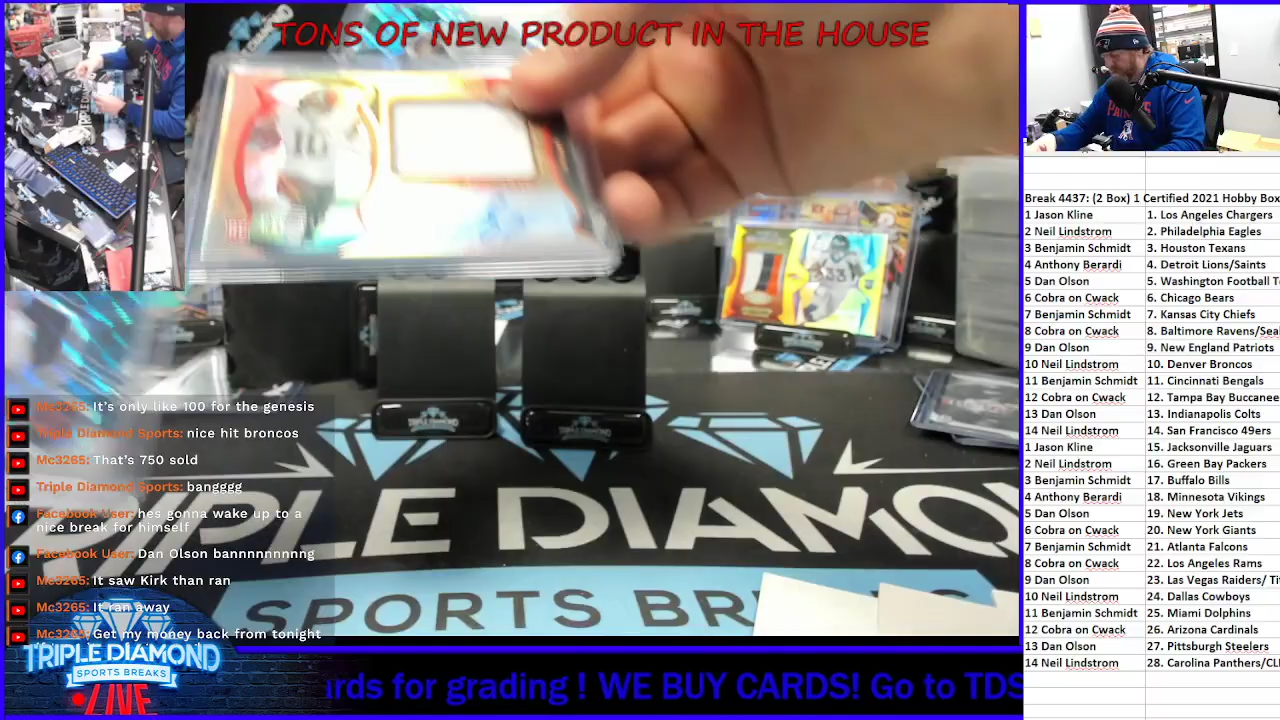 TONS OF NEW PRODUCT IN THE HOUSE
Mc3265: It's only like 100 for the genesis
Triple Diamond Sports: nice hit broncos
Mc3265: That's 750 sold
Triple Diamond Sports: bangggg
Facebook User: hes gonna wake up to a
nice break for himself
Facebook User: Dan Olson bannnnnnnnng
Mc3265: It saw Kirk than ran
Mc3265: It ran away
Mc3265: Get my money back from tonight
TRIPLE DIAMOND
SPORTS BREAKS
LIVE
TRIPLE DIAMOND
TRIPLE DIAMOND
IPLE DIAMO
SPORTS BRE
ards for grading! WE
CARDS! Go to
Break 4437: (2 Box) 1 Certified 2021 Hobby Box
1 Jason Kline 1. Los Angeles Chargers
2 Neil Lindstrom 2. Philadelphia Eagles
3 Benjamin Schmidt 3. Houston Texans
4 Anthony Berardi 4. Detroit Lions/Saints
5 Dan Olson 5. Washington Football T
6 Cobra on Cwack 6. Chicago Bears
7 Benjamin Schmidt 7. Kansas City Chiefs
8 Cobra on Cwack 8. Baltimore Ravens/Sea
9 Dan Olson 9. New England Patriots
10 Neil Lindstrom 10. Denver Broncos
11 Benjamin Schmidt 11. Cincinnati Bengals
12 Cobra on Cwack 12. Tampa Bay Buccanee
13 Dan Olson 13. Indianapolis Colts
14 Neil Lindstrom 14. San Francisco 49ers
1 Jason Kline 15. Jacksonville Jaguars
2 Neil Lindstrom 16. Green Bay Packers
3 Benjamin Schmidt 17. Buffalo Bills
4 Anthony Berardi 18. Minnesota Vikings
5 Dan Olson 19. New York Jets
6 Cobra on Cwack 20. New York Giants
7 Benjamin Schmidt 21. Atlanta Falcons
8 Cobra on Cwack 22. Los Angeles Rams
9 Dan Olson 23. Las Vegas Raiders/ Ti
10 Neil Lindstrom 24. Dallas Cowboys
11 Benjamin Schmidt 25. Miami Dolphins
12 Cobra on Cwack 26. Arizona Cardinals
13 Dan Olson 27. Pittsburgh Steelers
14 Neil Lindstrom